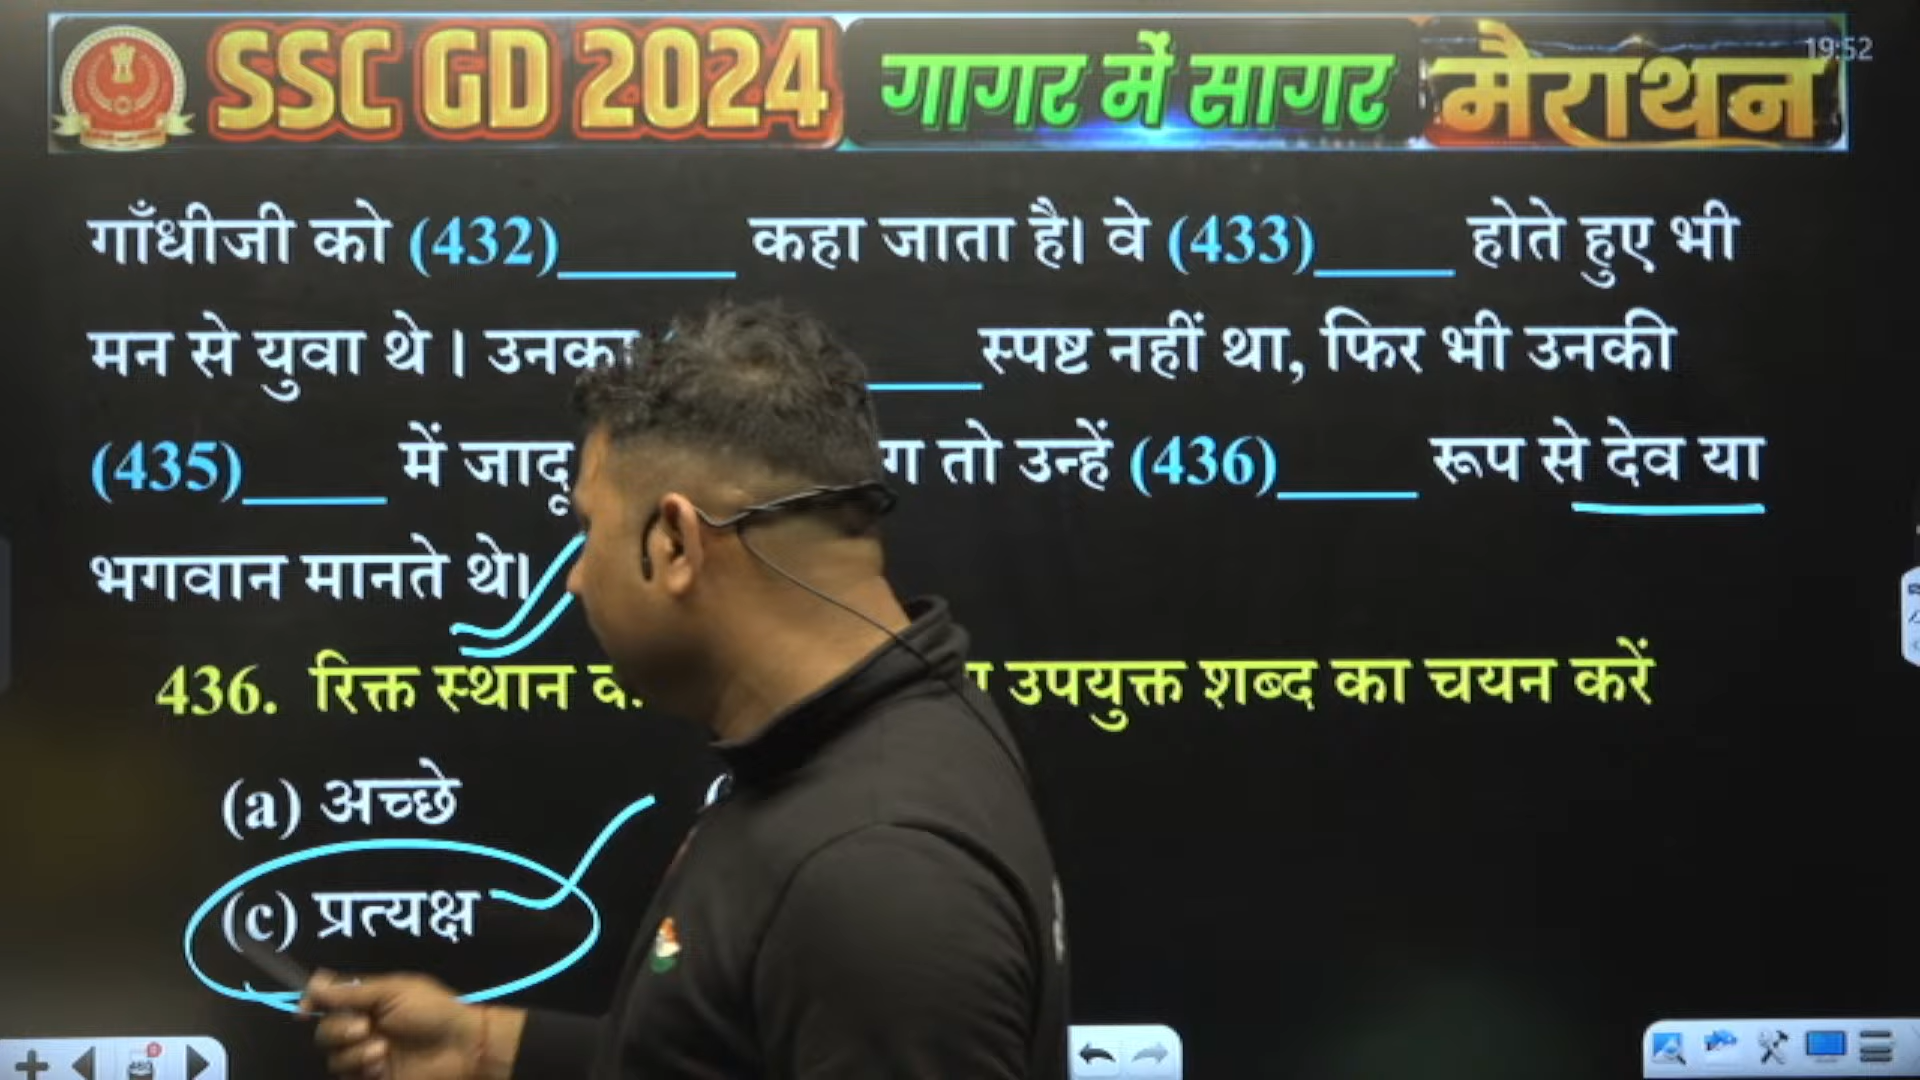 SSC GD 2024 गागर में सागर मैराथन
19:52
गाँधीजी को (432)______ कहा जाता है। वे (433)_____ होते हुए भी
मन से युवा थे । उनका _____ स्पष्ट नहीं था, फिर भी उनकी
(435)_____ में जादू तो उन्हें (436)_____ रूप से देव या
भगवान मानते थे।
436. रिक्त स्थान उपयुक्त शब्द का चयन करें
(a) अच्छे
(c) प्रत्यक्ष